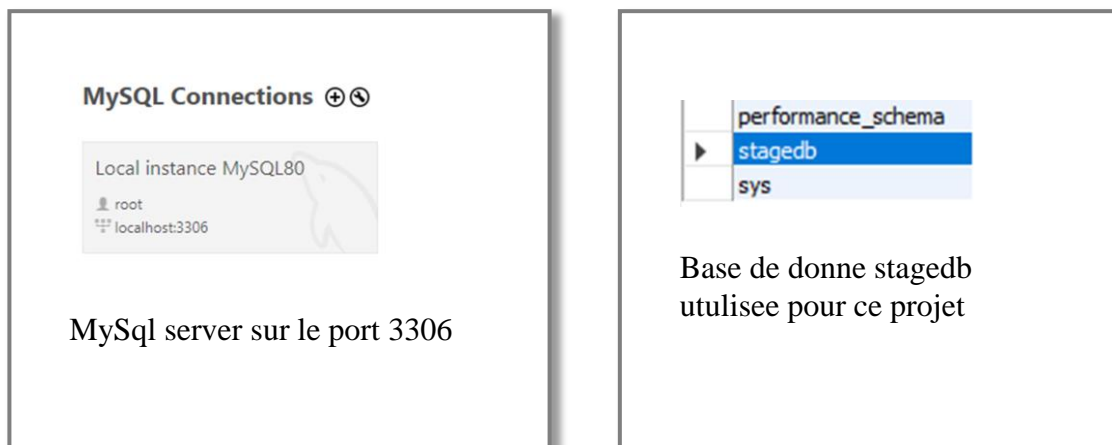 MySQL Connections
Local instance MySQL80
root
localhost:3306
MySql server sur le port 3306
performance_schema
stagedb
sys
Base de donne stagedb
utulisee pour ce projet